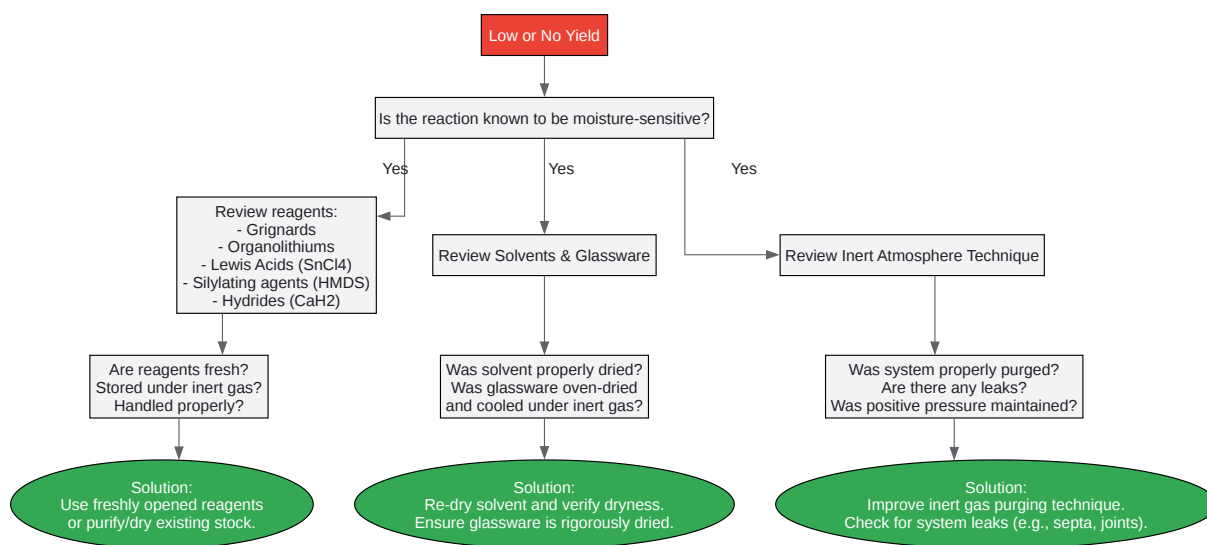 Low or No Yield
Is the reaction known to be moisture-sensitive?
Yes
Yes
Yes
Review reagents:
- Grignards
- Organolithiums
- Lewis Acids (SnCl4)
- Silylating agents (HMDS)
- Hydrides (CaH2)
Review Solvents & Glassware
Review Inert Atmosphere Technique
Are reagents fresh?
Stored under inert gas?
Handled properly?
Was solvent properly dried?
Was glassware oven-dried
and cooled under inert gas?
Was system properly purged?
Are there any leaks?
Was positive pressure maintained?
Solution:
Use freshly opened reagents
or purify/dry existing stock.
Solution:
Re-dry solvent and verify dryness.
Ensure glassware is rigorously dried.
Solution:
Improve inert gas purging technique.
Check for system leaks (e.g., septa, joints).